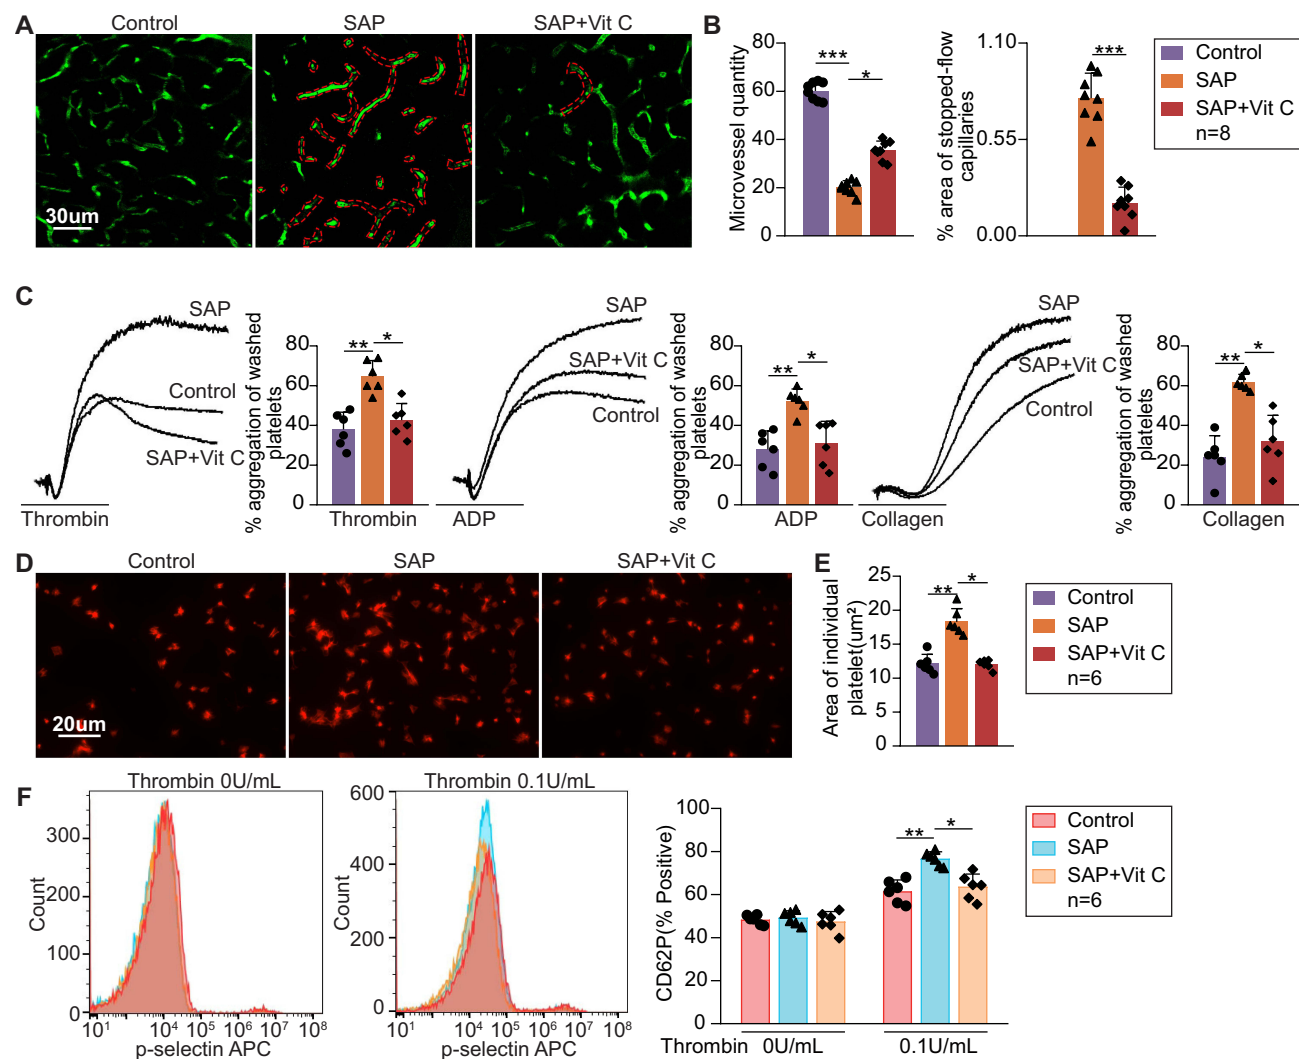 A
Control
SAP
SAP+Vit C
30um
B
Microvessel quantity
80
60
40
20
0
***
*
% area of stopped-flow
capillaries
1.10
0.55
0.00
***
Control
SAP
SAP+Vit C
n=8
C
SAP
Control
SAP+Vit C
Thrombin
% aggregation of washed
platelets
80
60
40
20
0
**
*
Thrombin
SAP
SAP+Vit C
Control
ADP
% aggregation of washed
platelets
80
60
40
20
0
**
*
ADP
SAP
SAP+Vit C
Control
Collagen
% aggregation of washed
platelets
80
60
40
20
0
**
*
Collagen
D
Control
SAP
SAP+Vit C
20um
E
Area of individual
platelet(um²)
25
20
15
10
5
0
**
*
Control
SAP
SAP+Vit C
n=6
F
Thrombin 0U/mL
Count
300
200
100
0
10¹ 10⁴ 10⁵ 10⁶ 10⁷ 10⁸
p-selectin APC
Thrombin 0.1U/mL
Count
600
400
200
0
10¹ 10⁴ 10⁵ 10⁶ 10⁷ 10⁸
p-selectin APC
CD62P(% Positive)
100
80
60
40
20
0
**
*
Thrombin 0U/mL 0.1U/mL
Control
SAP
SAP+Vit C
n=6